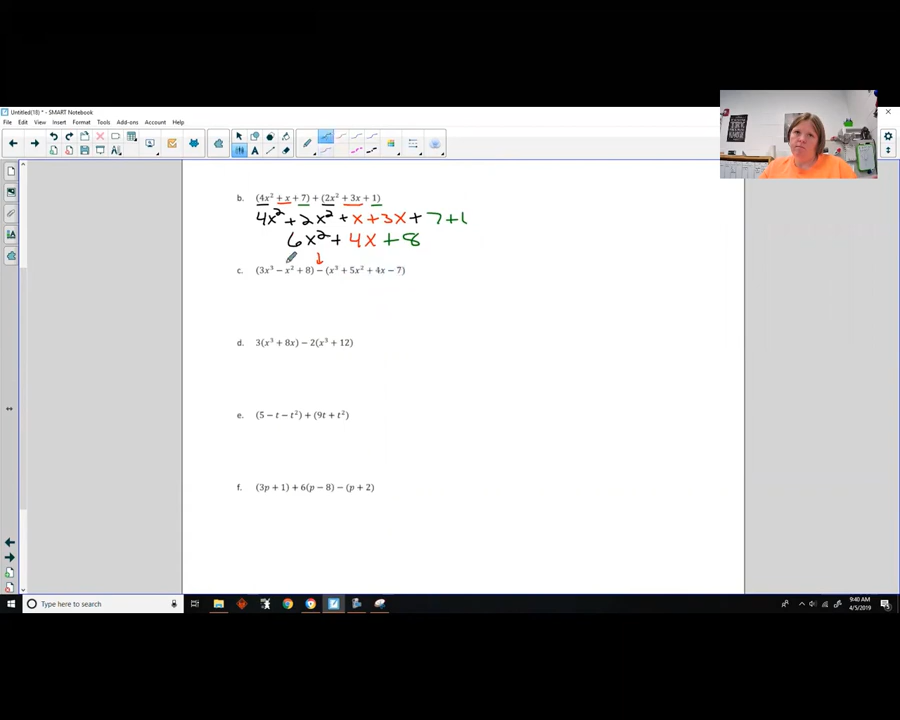 Untitled(18) * - SMART Notebook
File Edit View Insert Format Tools Add-ons Account Help
b. (4x² + x + 7) + (2x² + 3x + 1)
4x² + 2x² + x + 3x + 7 + 1
6x² + 4x + 8
c. (3x³ − x² + 8) − (x³ + 5x² + 4x − 7)
d. 3(x³ + 8x) − 2(x³ + 12)
e. (5 − t − t²) + (9t + t²)
f. (3p + 1) + 6(p − 8) − (p + 2)
Type here to search
9:40 AM
4/5/2019